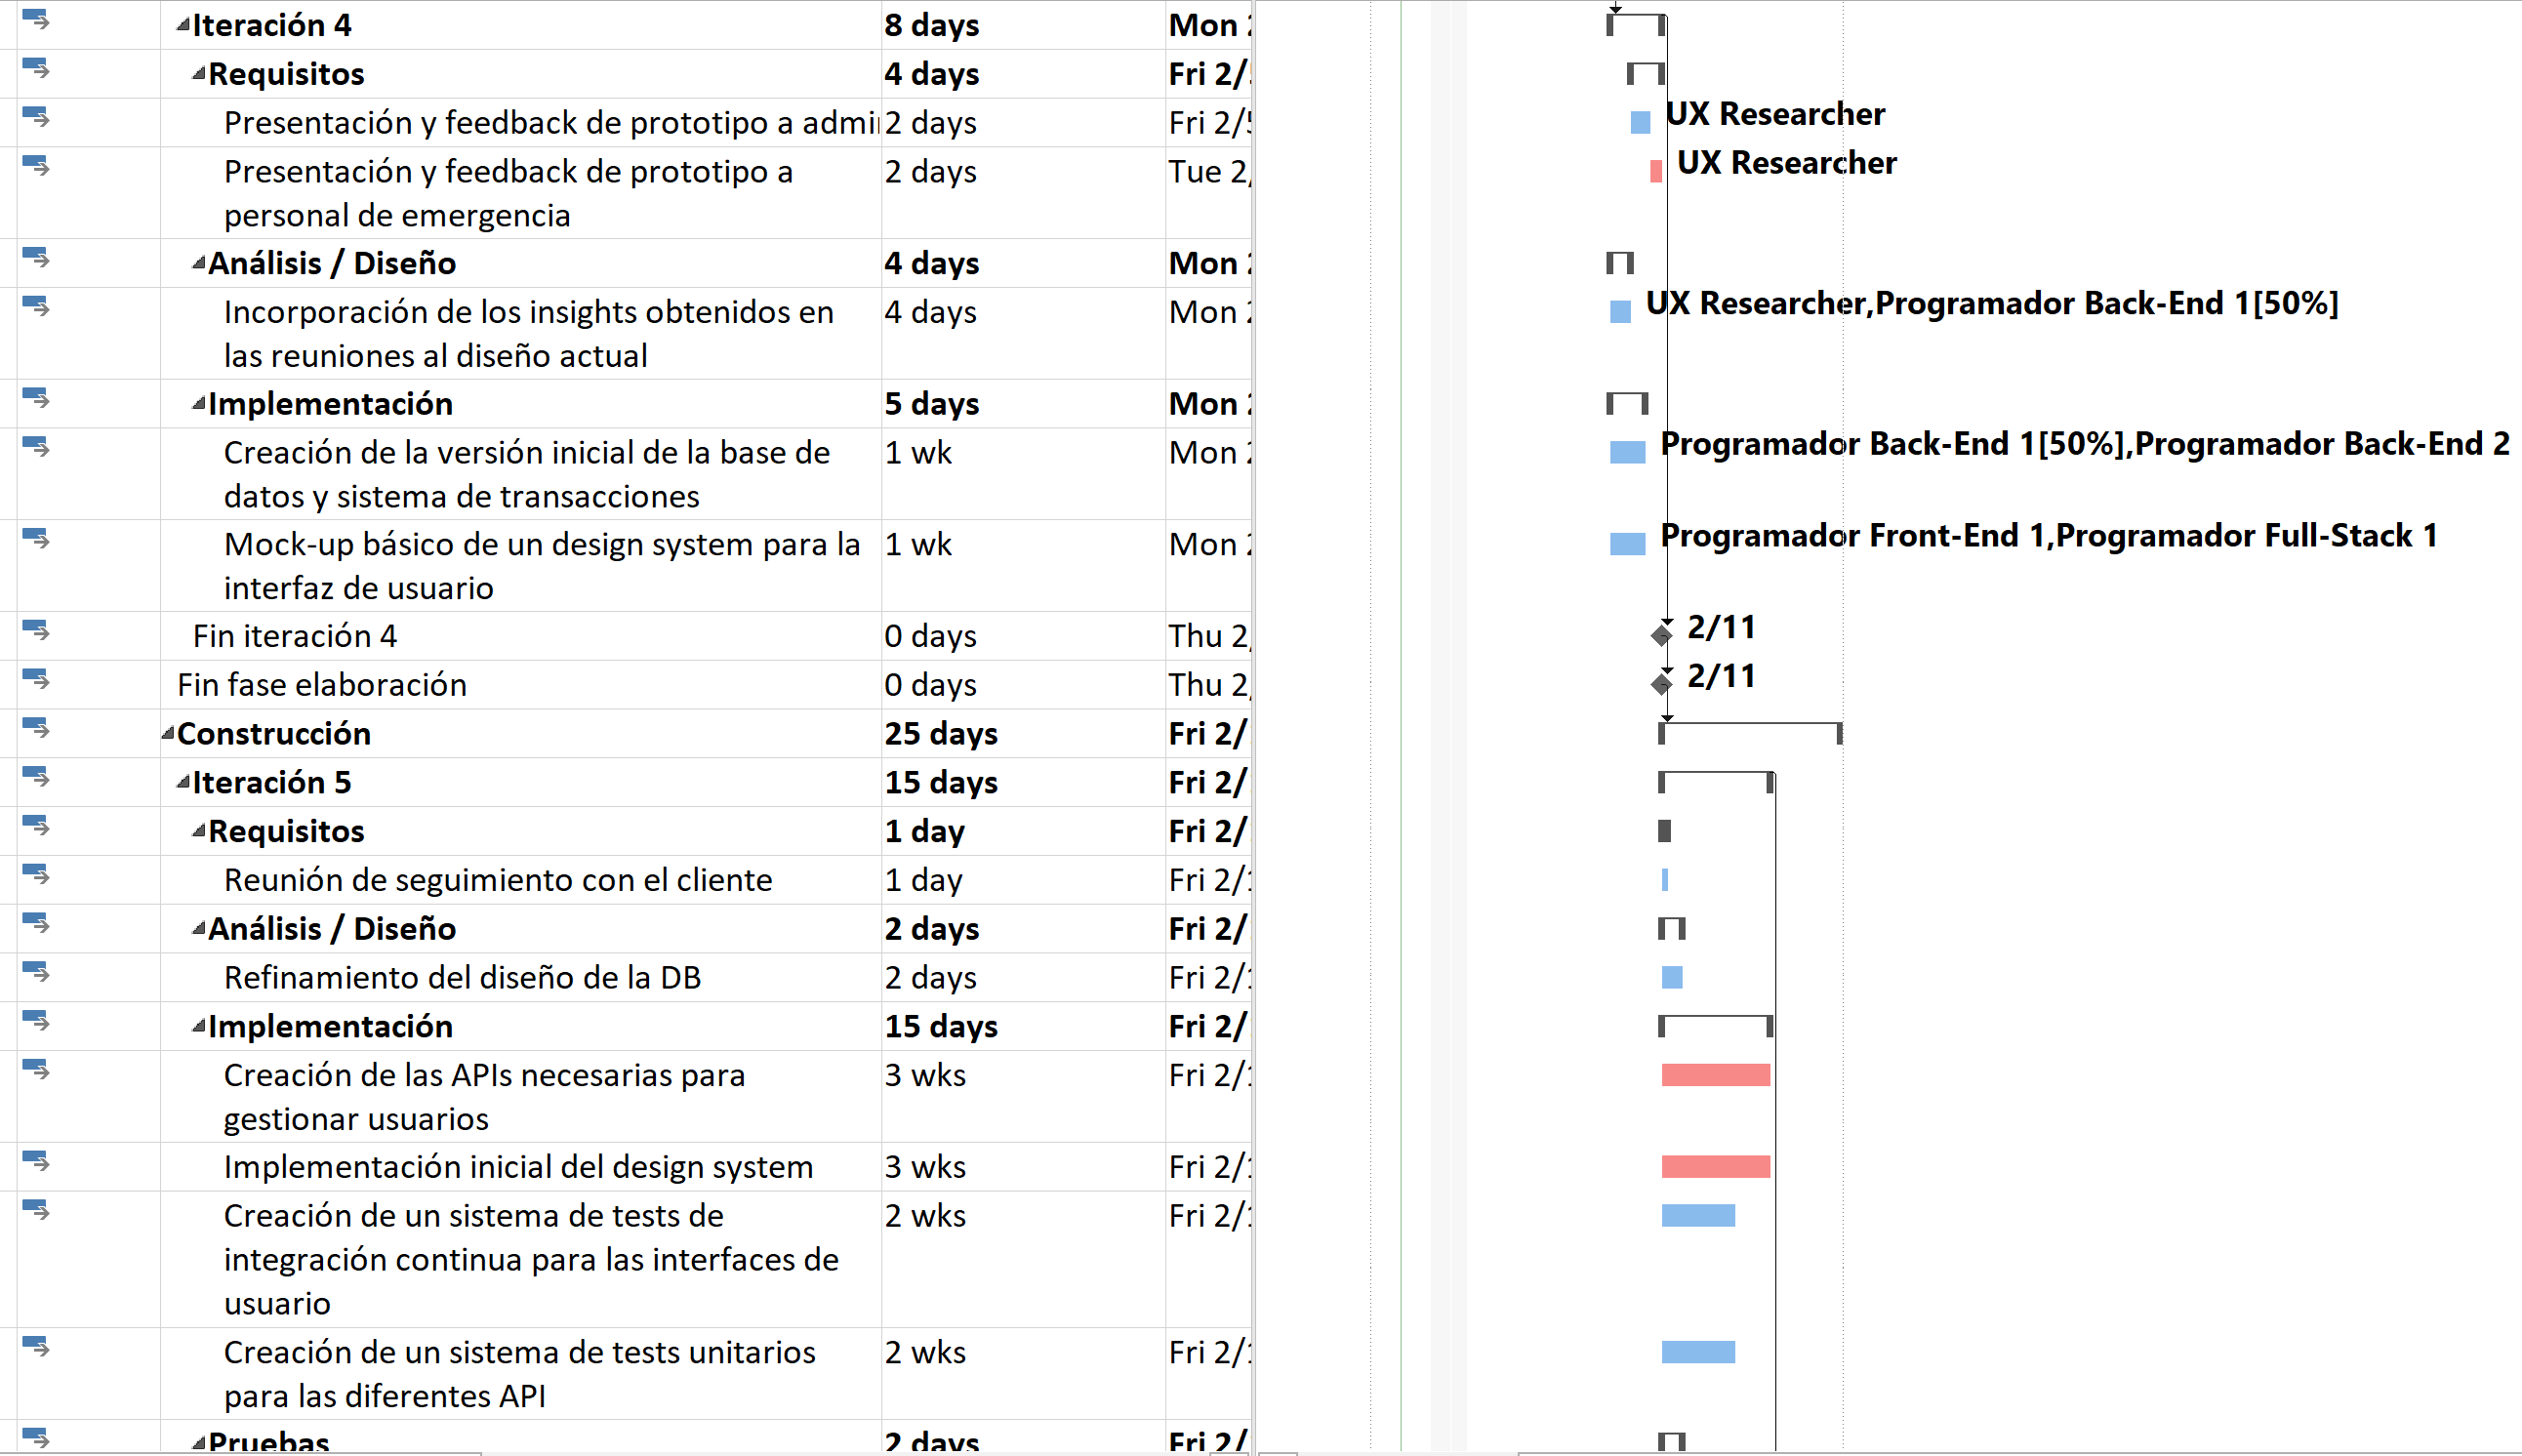 Iteración 4 8 days Mon
Requisitos 4 days Fri 2/
Presentación y feedback de prototipo a admi 2 days Fri 2/5 UX Researcher
Presentación y feedback de prototipo a 2 days Tue 2/ UX Researcher
personal de emergencia
Análisis / Diseño 4 days Mon
Incorporación de los insights obtenidos en 4 days Mon UX Researcher,Programador Back-End 1[50%]
las reuniones al diseño actual
Implementación 5 days Mon
Creación de la versión inicial de la base de 1 wk Mon Programador Back-End 1[50%],Programador Back-End 2
datos y sistema de transacciones
Mock-up básico de un design system para la 1 wk Mon Programador Front-End 1,Programador Full-Stack 1
interfaz de usuario
Fin iteración 4 0 days Thu 2/ 2/11
Fin fase elaboración 0 days Thu 2/ 2/11
Construcción 25 days Fri 2/
Iteración 5 15 days Fri 2/
Requisitos 1 day Fri 2/
Reunión de seguimiento con el cliente 1 day Fri 2/1
Análisis / Diseño 2 days Fri 2/
Refinamiento del diseño de la DB 2 days Fri 2/1
Implementación 15 days Fri 2/
Creación de las APIs necesarias para 3 wks Fri 2/1
gestionar usuarios
Implementación inicial del design system 3 wks Fri 2/1
Creación de un sistema de tests de 2 wks Fri 2/1
integración continua para las interfaces de
usuario
Creación de un sistema de tests unitarios 2 wks Fri 2/1
para las diferentes API
Pruebas 2 days Fri 2/